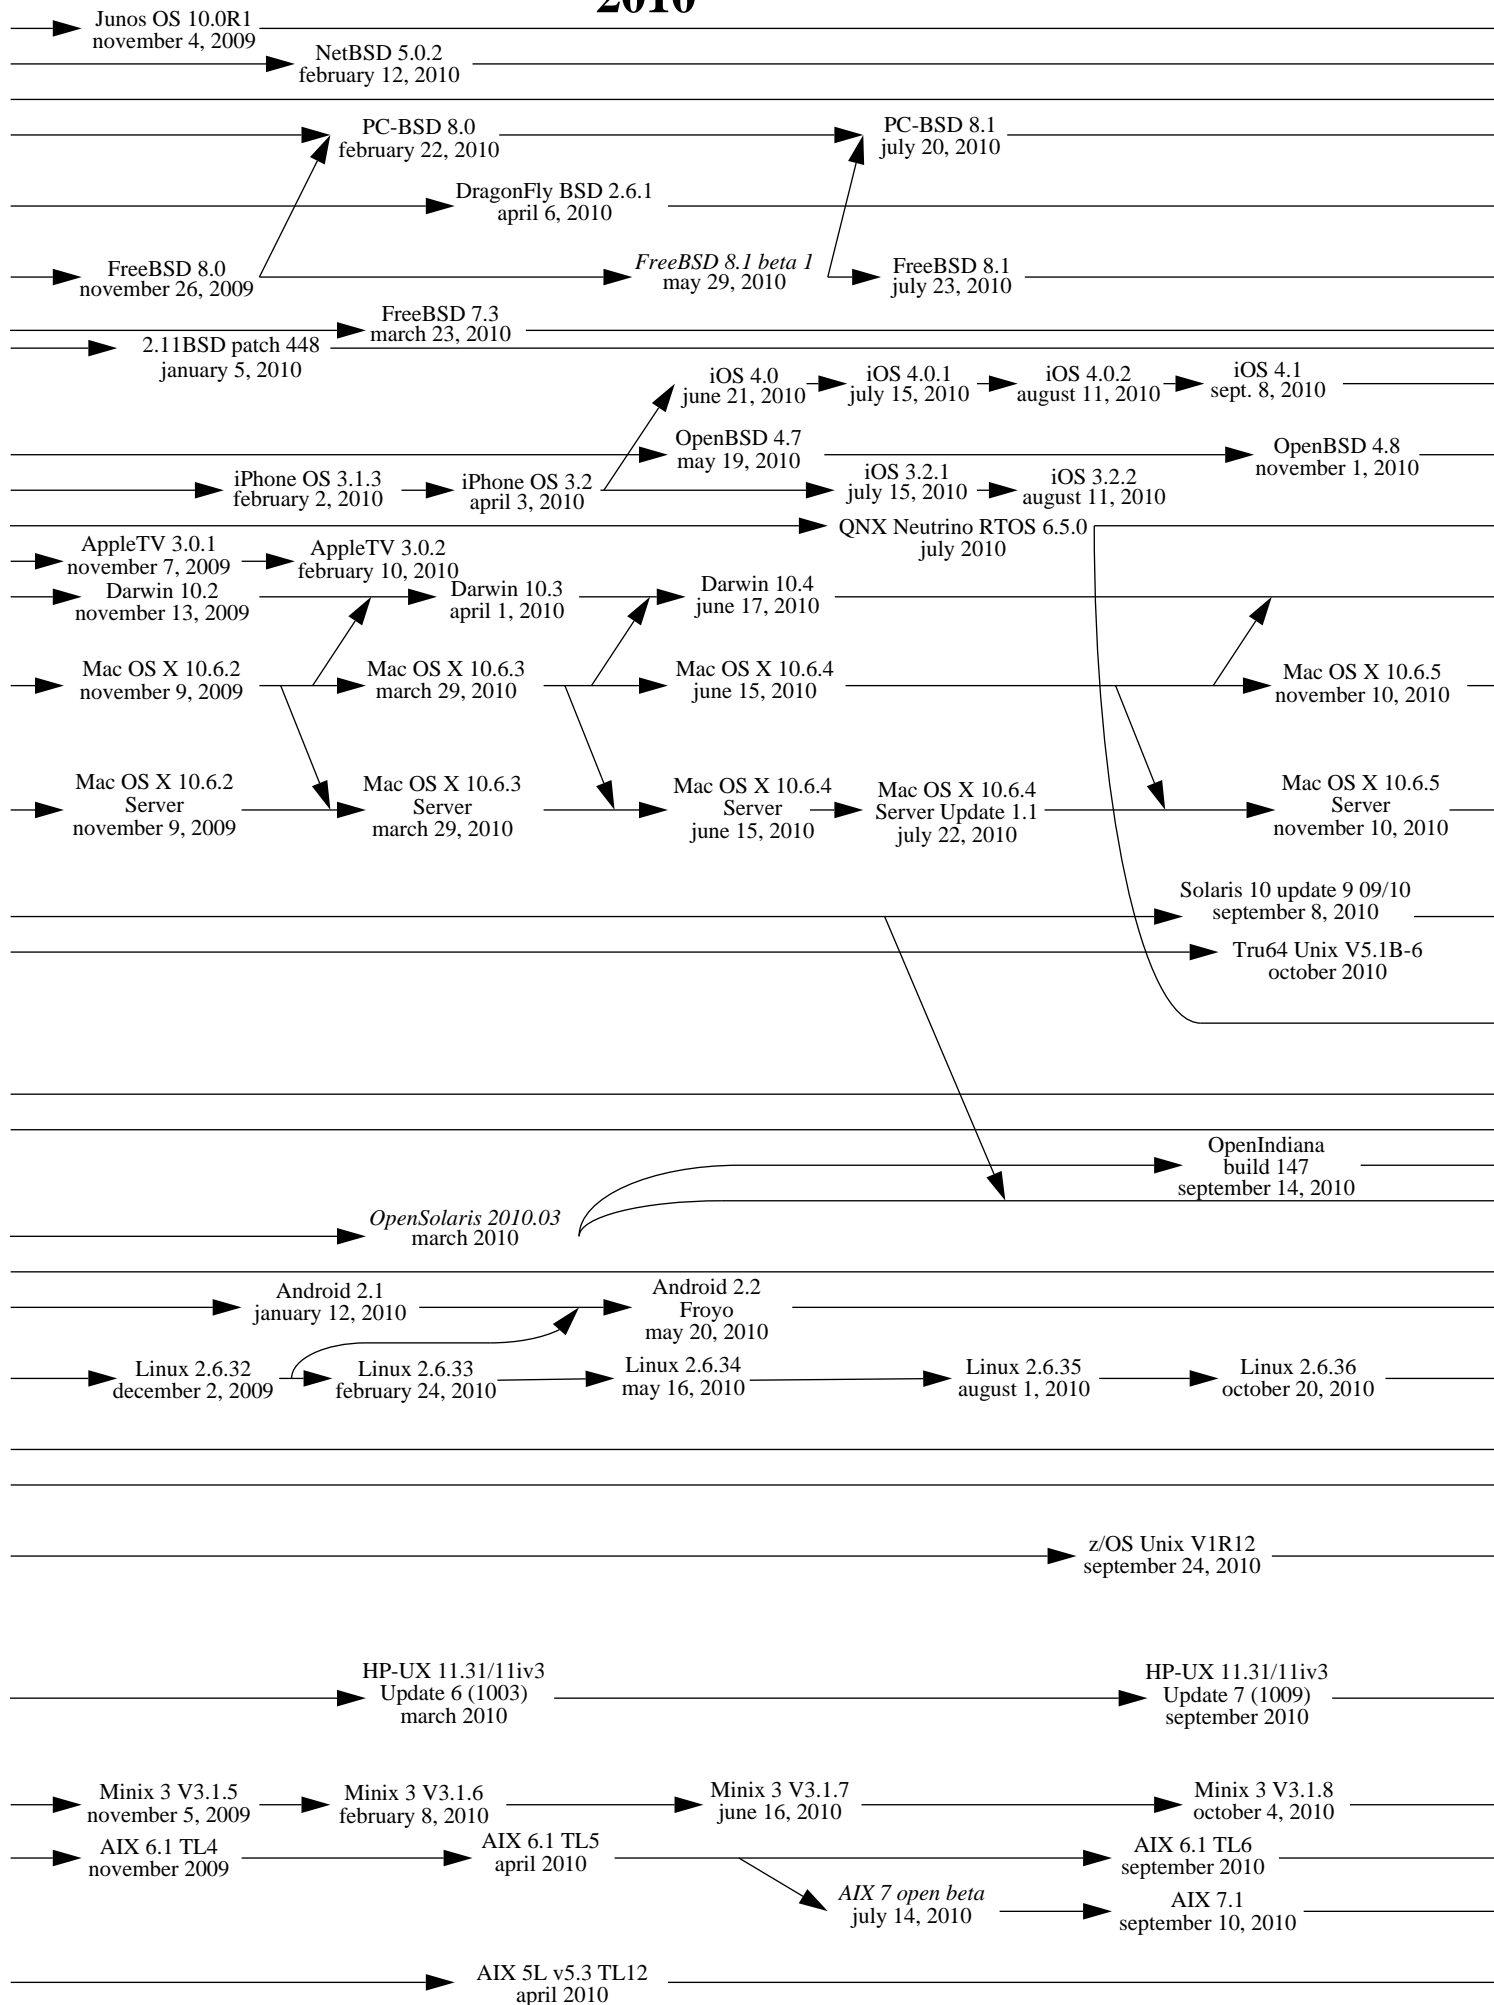 2010
Junos OS 10.0R1
november 4, 2009
NetBSD 5.0.2
february 12, 2010
PC-BSD 8.0
february 22, 2010
PC-BSD 8.1
july 20, 2010
DragonFly BSD 2.6.1
april 6, 2010
FreeBSD 8.0
november 26, 2009
FreeBSD 8.1 beta 1
may 29, 2010
FreeBSD 8.1
july 23, 2010
FreeBSD 7.3
march 23, 2010
2.11BSD patch 448
january 5, 2010
iOS 4.0
june 21, 2010
iOS 4.0.1
july 15, 2010
iOS 4.0.2
august 11, 2010
iOS 4.1
sept. 8, 2010
OpenBSD 4.7
may 19, 2010
OpenBSD 4.8
november 1, 2010
iPhone OS 3.1.3
february 2, 2010
iPhone OS 3.2
april 3, 2010
iOS 3.2.1
july 15, 2010
iOS 3.2.2
august 11, 2010
QNX Neutrino RTOS 6.5.0
july 2010
AppleTV 3.0.1
november 7, 2009
AppleTV 3.0.2
february 10, 2010
Darwin 10.2
november 13, 2009
Darwin 10.3
april 1, 2010
Darwin 10.4
june 17, 2010
Mac OS X 10.6.2
november 9, 2009
Mac OS X 10.6.3
march 29, 2010
Mac OS X 10.6.4
june 15, 2010
Mac OS X 10.6.5
november 10, 2010
Mac OS X 10.6.2
Server
november 9, 2009
Mac OS X 10.6.3
Server
march 29, 2010
Mac OS X 10.6.4
Server
june 15, 2010
Mac OS X 10.6.4
Server Update 1.1
july 22, 2010
Mac OS X 10.6.5
Server
november 10, 2010
Solaris 10 update 9 09/10
september 8, 2010
Tru64 Unix V5.1B-6
october 2010
OpenIndiana
build 147
september 14, 2010
OpenSolaris 2010.03
march 2010
Android 2.1
january 12, 2010
Android 2.2
Froyo
may 20, 2010
Linux 2.6.32
december 2, 2009
Linux 2.6.33
february 24, 2010
Linux 2.6.34
may 16, 2010
Linux 2.6.35
august 1, 2010
Linux 2.6.36
october 20, 2010
z/OS Unix V1R12
september 24, 2010
HP-UX 11.31/11iv3
Update 6 (1003)
march 2010
HP-UX 11.31/11iv3
Update 7 (1009)
september 2010
Minix 3 V3.1.5
november 5, 2009
Minix 3 V3.1.6
february 8, 2010
Minix 3 V3.1.7
june 16, 2010
Minix 3 V3.1.8
october 4, 2010
AIX 6.1 TL4
november 2009
AIX 6.1 TL5
april 2010
AIX 6.1 TL6
september 2010
AIX 7 open beta
july 14, 2010
AIX 7.1
september 10, 2010
AIX 5L v5.3 TL12
april 2010